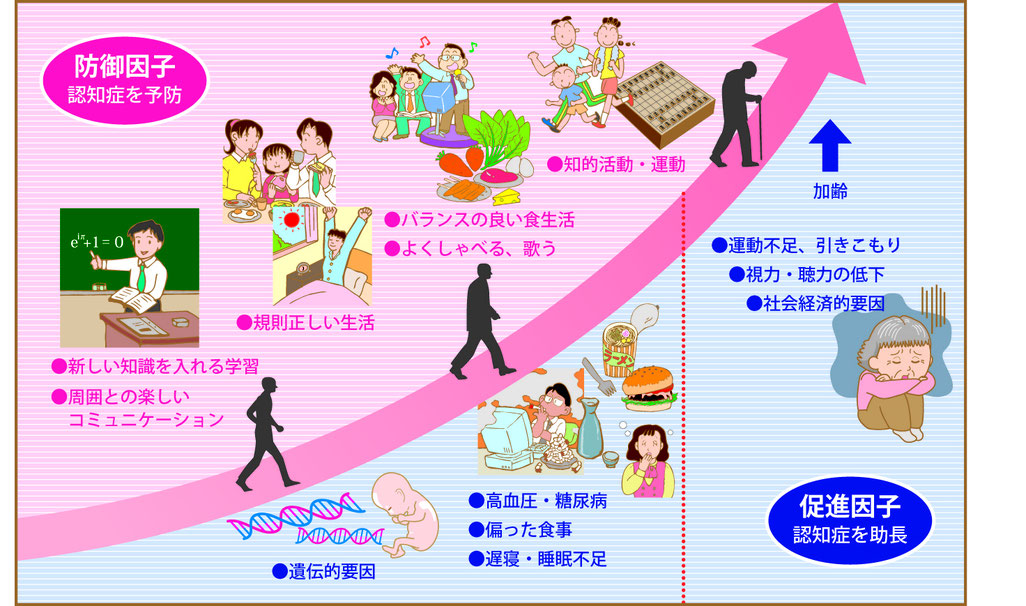 防御因子
認知症を予防
e^iπ+1=0
●新しい知識を入れる学習
●周囲との楽しい
コミュニケーション
●規則正しい生活
●バランスの良い食生活
●よくしゃべる、歌う
●知的活動・運動
加齢
●運動不足、引きこもり
●視力・聴力の低下
●社会経済的要因
ラーメン
●高血圧・糖尿病
●偏った食事
●遅寝・睡眠不足
●遺伝的要因
促進因子
認知症を助長